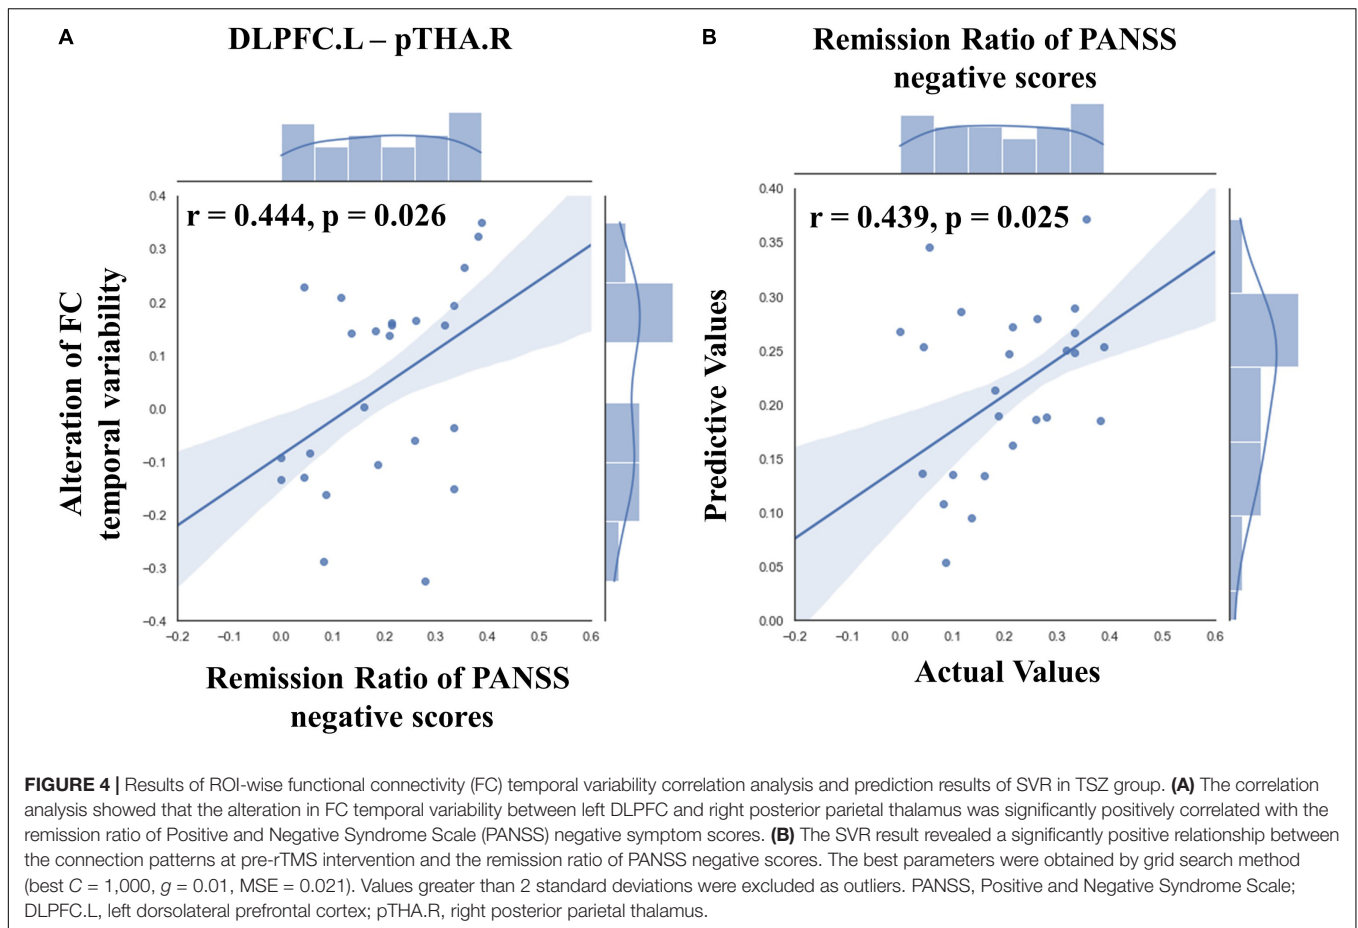 A
DLPFC.L – pTHA.R
r = 0.444, p = 0.026
Alteration of FC
temporal variability
0.4
0.3
0.2
0.1
0.0
−0.1
−0.2
−0.3
−0.4
−0.2 −0.1 0.0 0.1 0.2 0.3 0.4 0.5 0.6
Remission Ratio of PANSS
negative scores
B
Remission Ratio of PANSS
negative scores
r = 0.439, p = 0.025
Predictive Values
0.40
0.35
0.30
0.25
0.20
0.15
0.10
0.05
0.00
−0.2 −0.1 0.0 0.1 0.2 0.3 0.4 0.5 0.6
Actual Values
FIGURE 4 | Results of ROI-wise functional connectivity (FC) temporal variability correlation analysis and prediction results of SVR in TSZ group. (A) The correlation
analysis showed that the alteration in FC temporal variability between left DLPFC and right posterior parietal thalamus was significantly positively correlated with the
remission ratio of Positive and Negative Syndrome Scale (PANSS) negative symptom scores. (B) The SVR result revealed a significantly positive relationship between
the connection patterns at pre-rTMS intervention and the remission ratio of PANSS negative scores. The best parameters were obtained by grid search method
(best C = 1,000, g = 0.01, MSE = 0.021). Values greater than 2 standard deviations were excluded as outliers. PANSS, Positive and Negative Syndrome Scale;
DLPFC.L, left dorsolateral prefrontal cortex; pTHA.R, right posterior parietal thalamus.